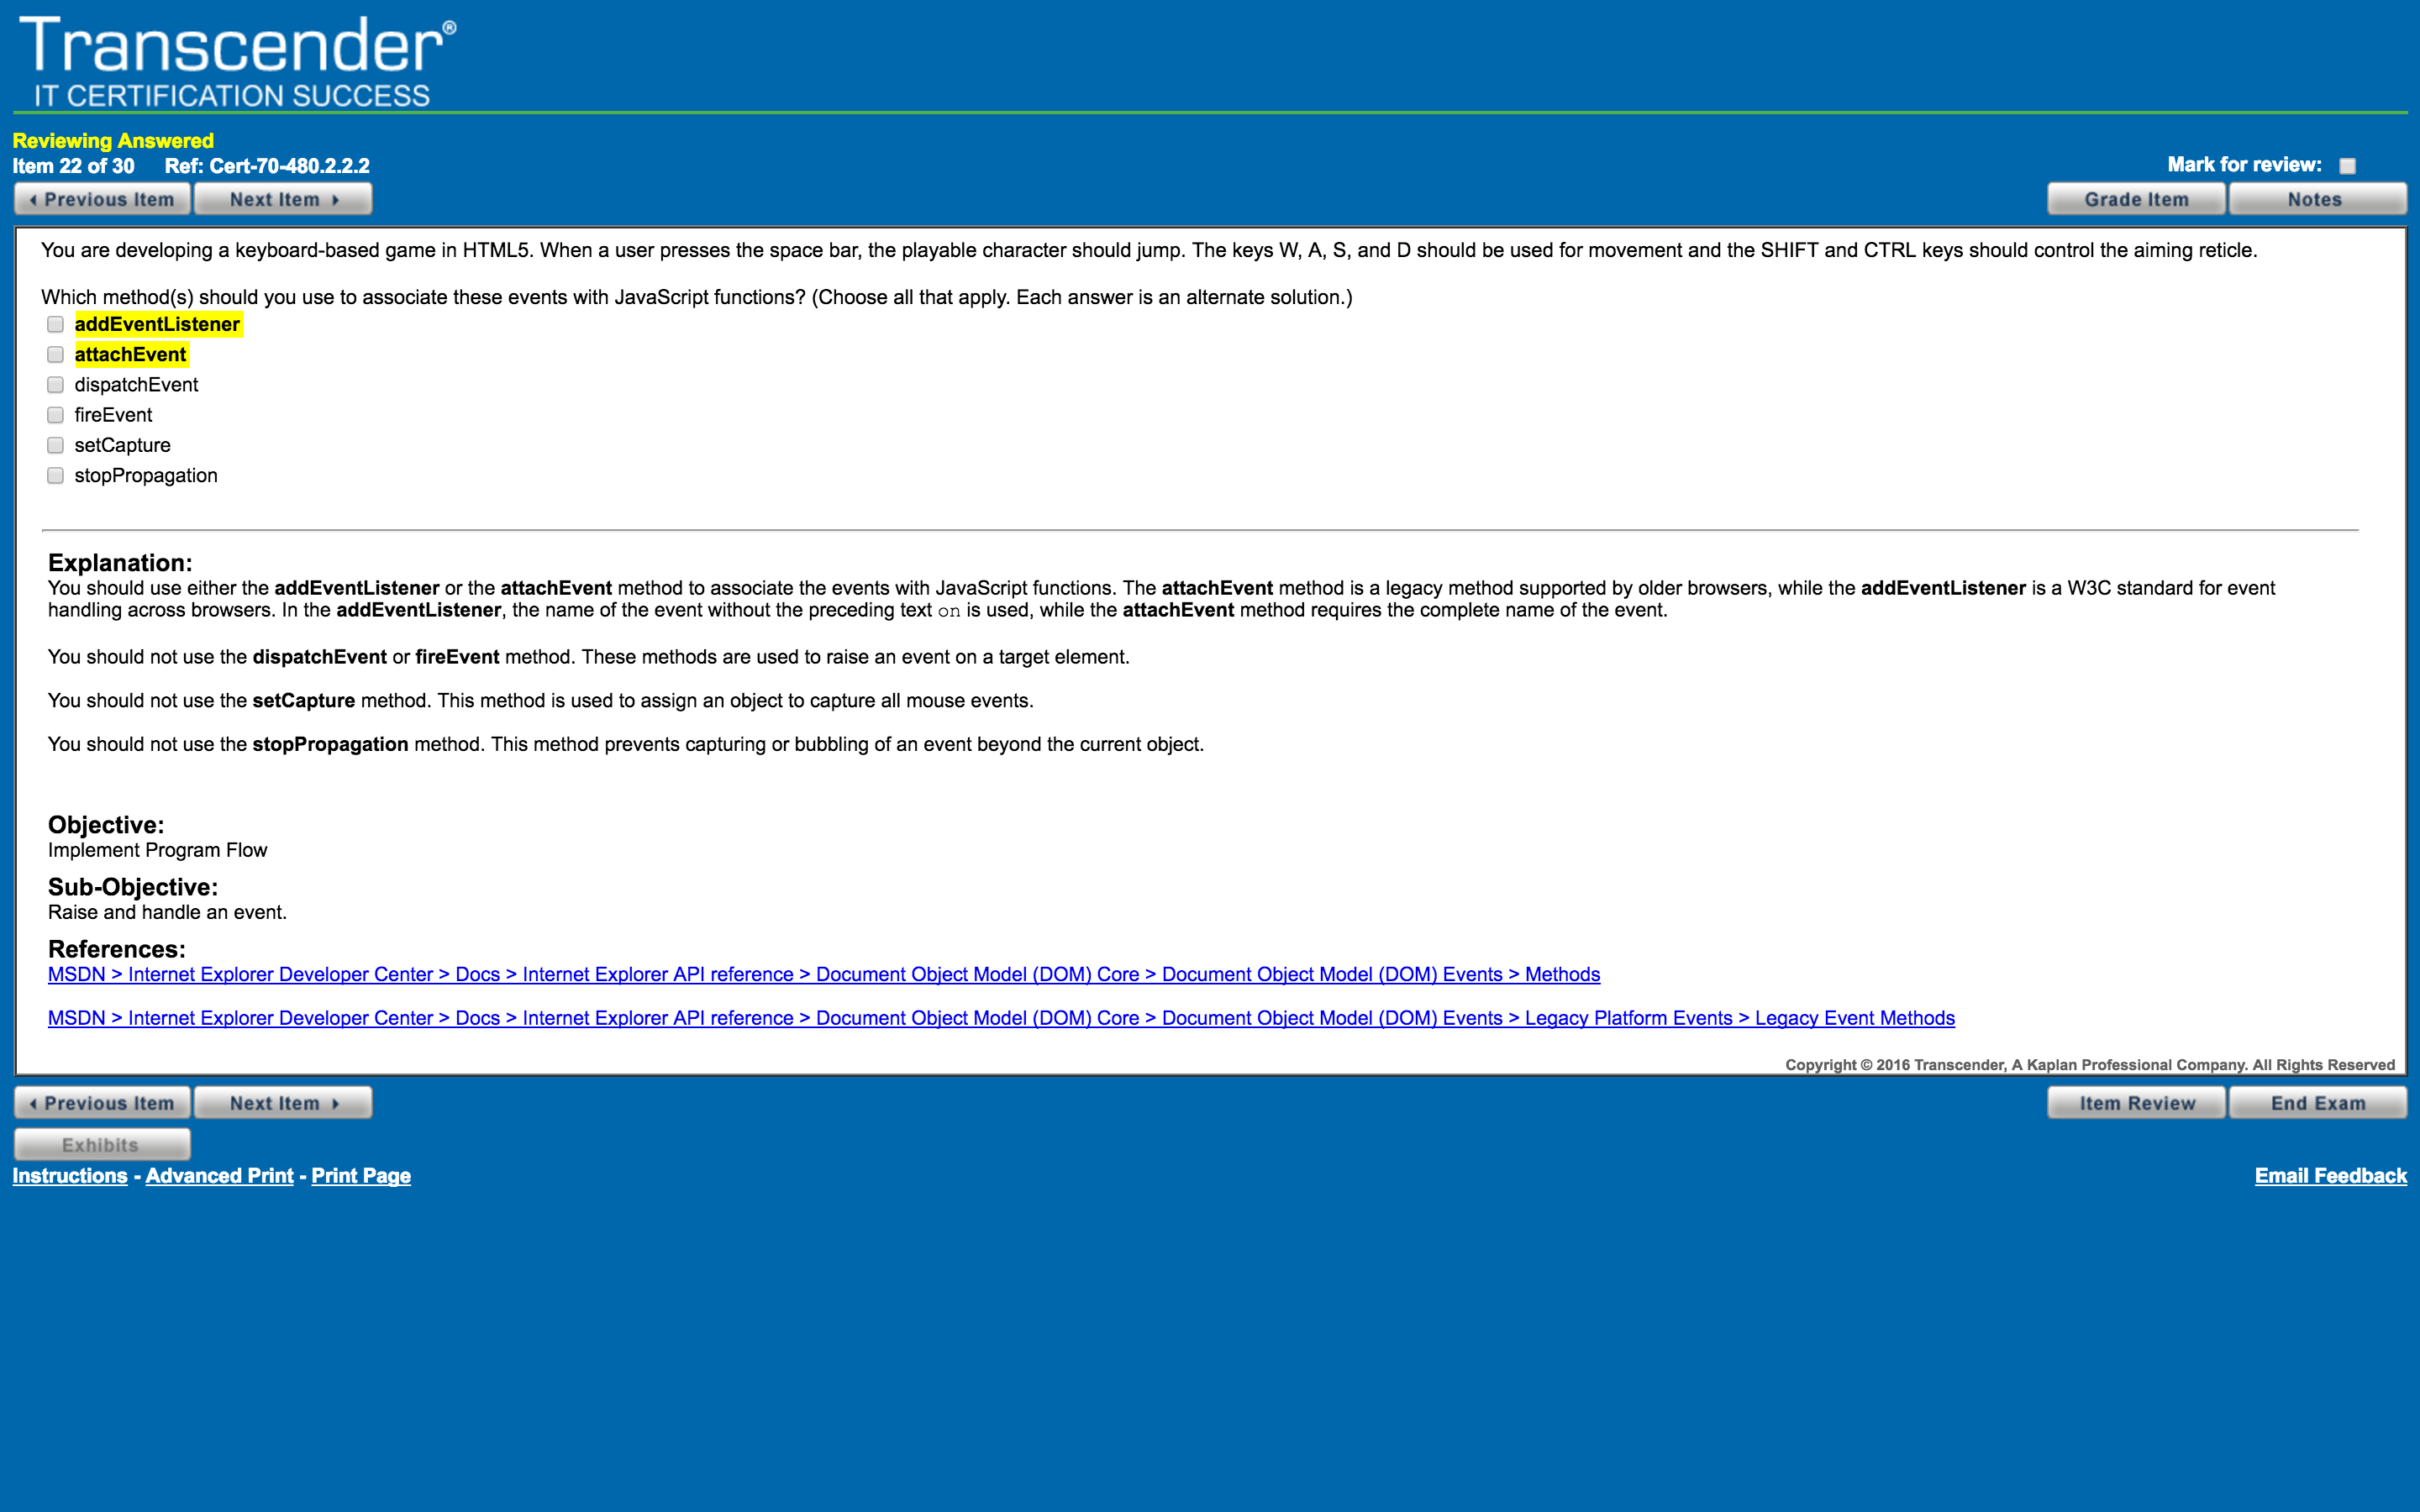 Transcender®
IT CERTIFICATION SUCCESS
Reviewing Answered
Item 22 of 30 Ref: Cert-70-480.2.2.2
Mark for review:
Previous Item Next Item Grade Item Notes
You are developing a keyboard-based game in HTML5. When a user presses the space bar, the playable character should jump. The keys W, A, S, and D should be used for movement and the SHIFT and CTRL keys should control the aiming reticle.
Which method(s) should you use to associate these events with JavaScript functions? (Choose all that apply. Each answer is an alternate solution.)
addEventListener
attachEvent
dispatchEvent
fireEvent
setCapture
stopPropagation
Explanation:
You should use either the addEventListener or the attachEvent method to associate the events with JavaScript functions. The attachEvent method is a legacy method supported by older browsers, while the addEventListener is a W3C standard for event
handling across browsers. In the addEventListener, the name of the event without the preceding text on is used, while the attachEvent method requires the complete name of the event.
You should not use the dispatchEvent or fireEvent method. These methods are used to raise an event on a target element.
You should not use the setCapture method. This method is used to assign an object to capture all mouse events.
You should not use the stopPropagation method. This method prevents capturing or bubbling of an event beyond the current object.
Objective:
Implement Program Flow
Sub-Objective:
Raise and handle an event.
References:
MSDN > Internet Explorer Developer Center > Docs > Internet Explorer API reference > Document Object Model (DOM) Core > Document Object Model (DOM) Events > Methods
MSDN > Internet Explorer Developer Center > Docs > Internet Explorer API reference > Document Object Model (DOM) Core > Document Object Model (DOM) Events > Legacy Platform Events > Legacy Event Methods
Copyright © 2016 Transcender, A Kaplan Professional Company. All Rights Reserved
Previous Item Next Item Item Review End Exam
Exhibits
Instructions - Advanced Print - Print Page Email Feedback